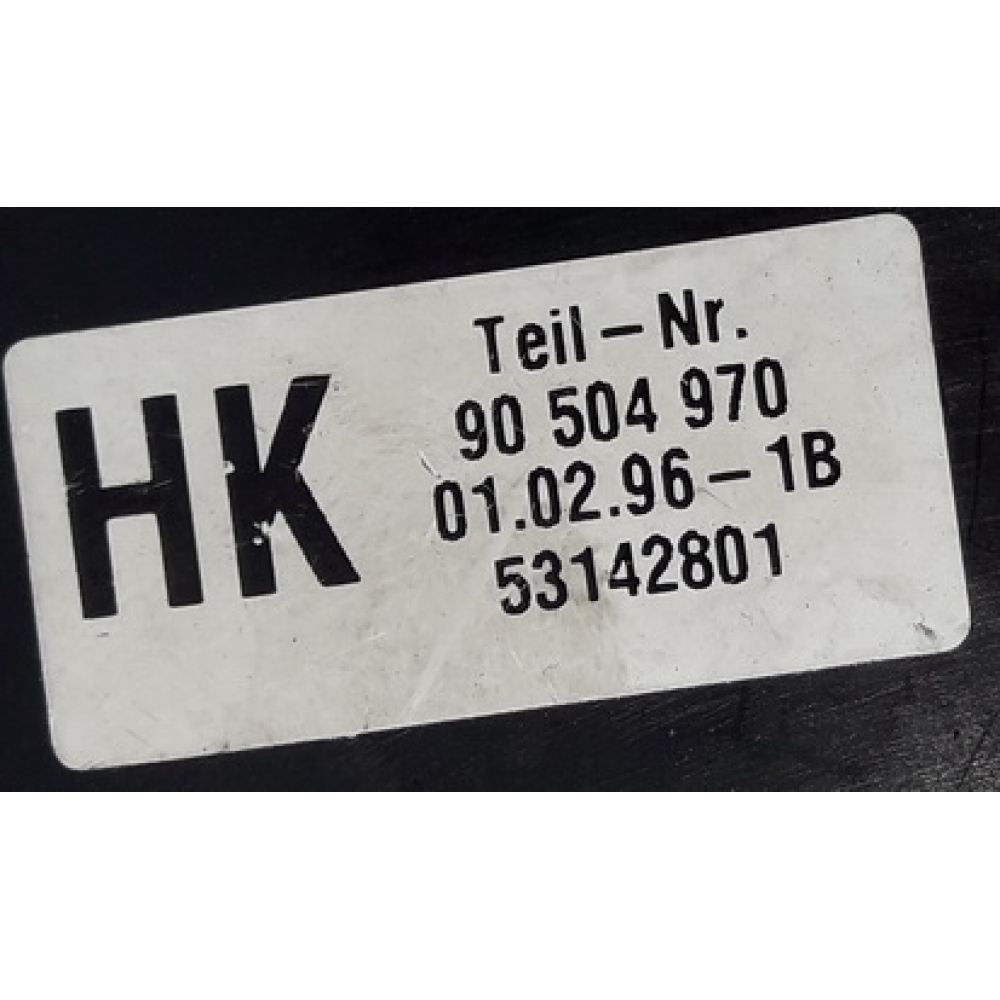 HK
Teil-Nr.
90 504 970
01.02.96-1B
53142801